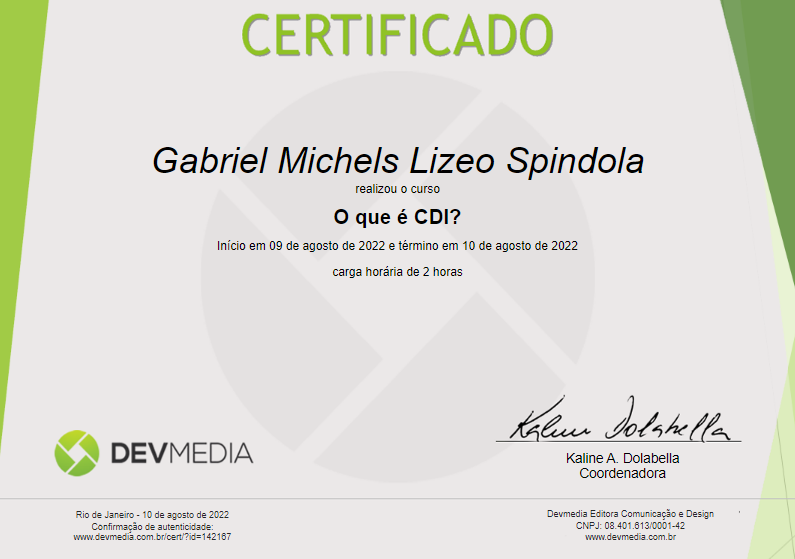 CERTIFICADO
Gabriel Michels Lizeo Spindola
realizou o curso
O que é CDI?
Início em 09 de agosto de 2022 e término em 10 de agosto de 2022
carga horária de 2 horas
Kaline Dolabella
DEVMEDIA
Kaline A. Dolabella
Coordenadora
Rio de Janeiro - 10 de agosto de 2022
Confirmação de autenticidade:
www.devmedia.com.br/cert/?id=142167
Devmedia Editora Comunicação e Design
CNPJ: 08.401.613/0001-42
www.devmedia.com.br